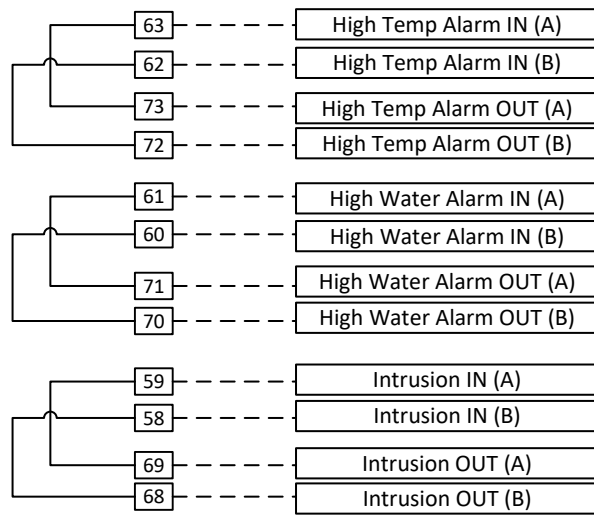 63 High Temp Alarm IN (A)
62 High Temp Alarm IN (B)
73 High Temp Alarm OUT (A)
72 High Temp Alarm OUT (B)
61 High Water Alarm IN (A)
60 High Water Alarm IN (B)
71 High Water Alarm OUT (A)
70 High Water Alarm OUT (B)
59 Intrusion IN (A)
58 Intrusion IN (B)
69 Intrusion OUT (A)
68 Intrusion OUT (B)